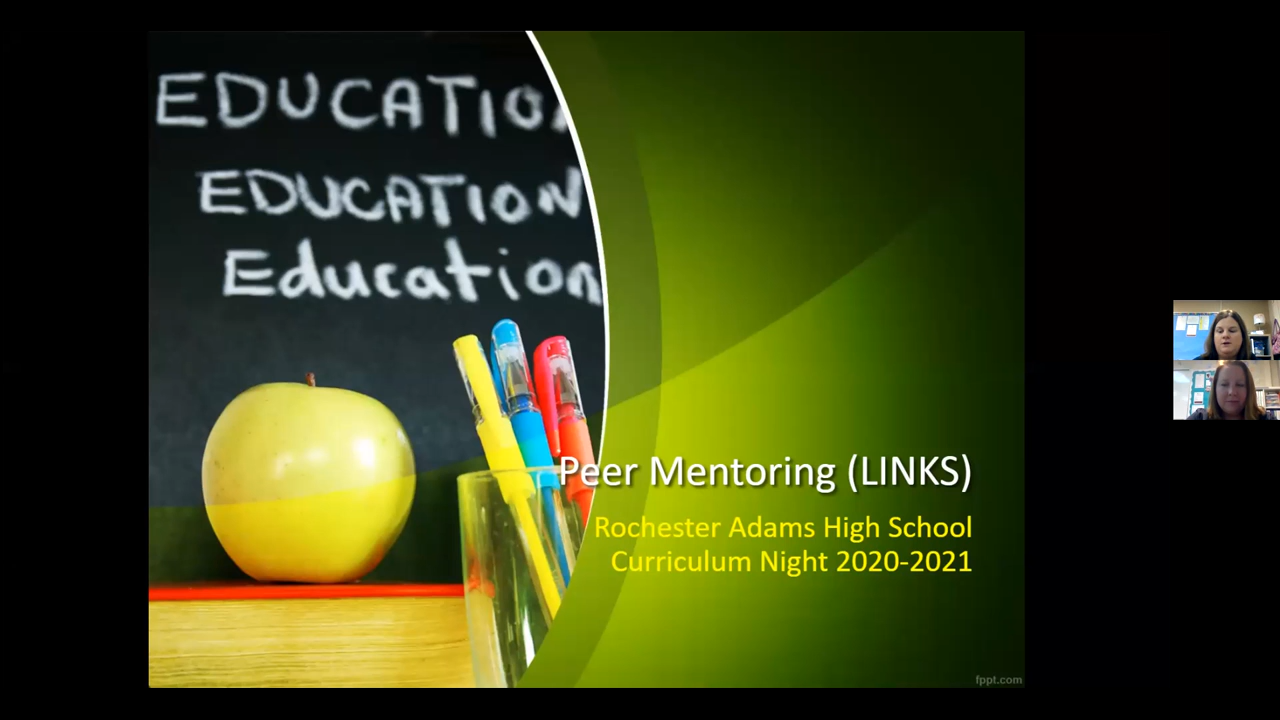 EDUCATIO
EDUCATION
Education
Peer Mentoring (LINKS)
Rochester Adams High School
Curriculum Night 2020-2021
fppt.com